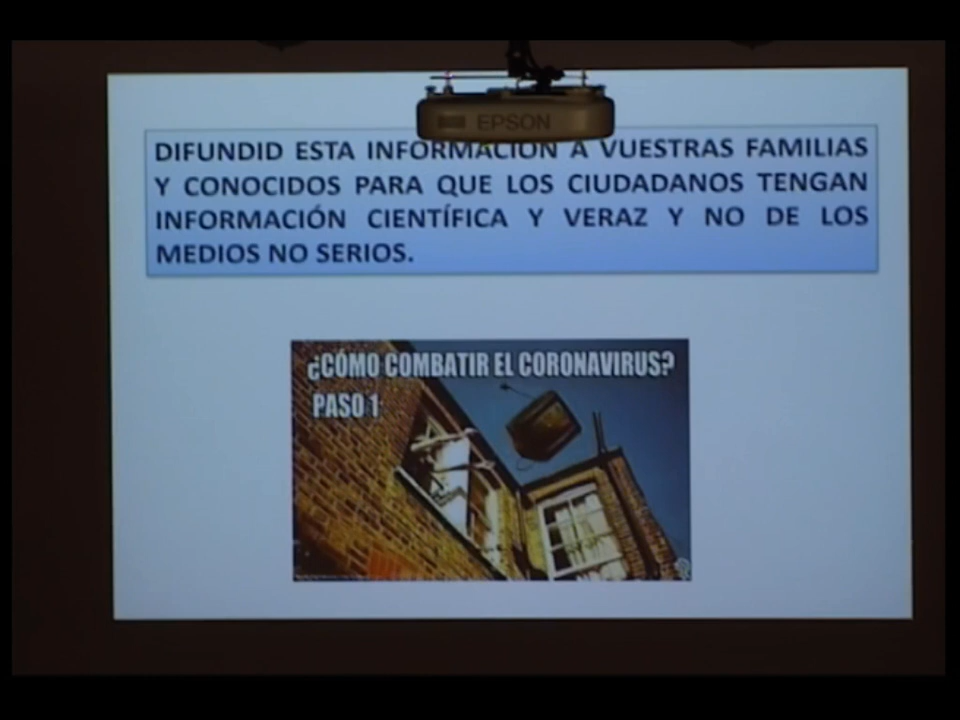 EPSON
DIFUNDID ESTA INFORMACIÓN A VUESTRAS FAMILIAS
Y CONOCIDOS PARA QUE LOS CIUDADANOS TENGAN
INFORMACIÓN CIENTÍFICA Y VERAZ Y NO DE LOS
MEDIOS NO SERIOS.
¿CÓMO COMBATIR EL CORONAVIRUS?
PASO 1